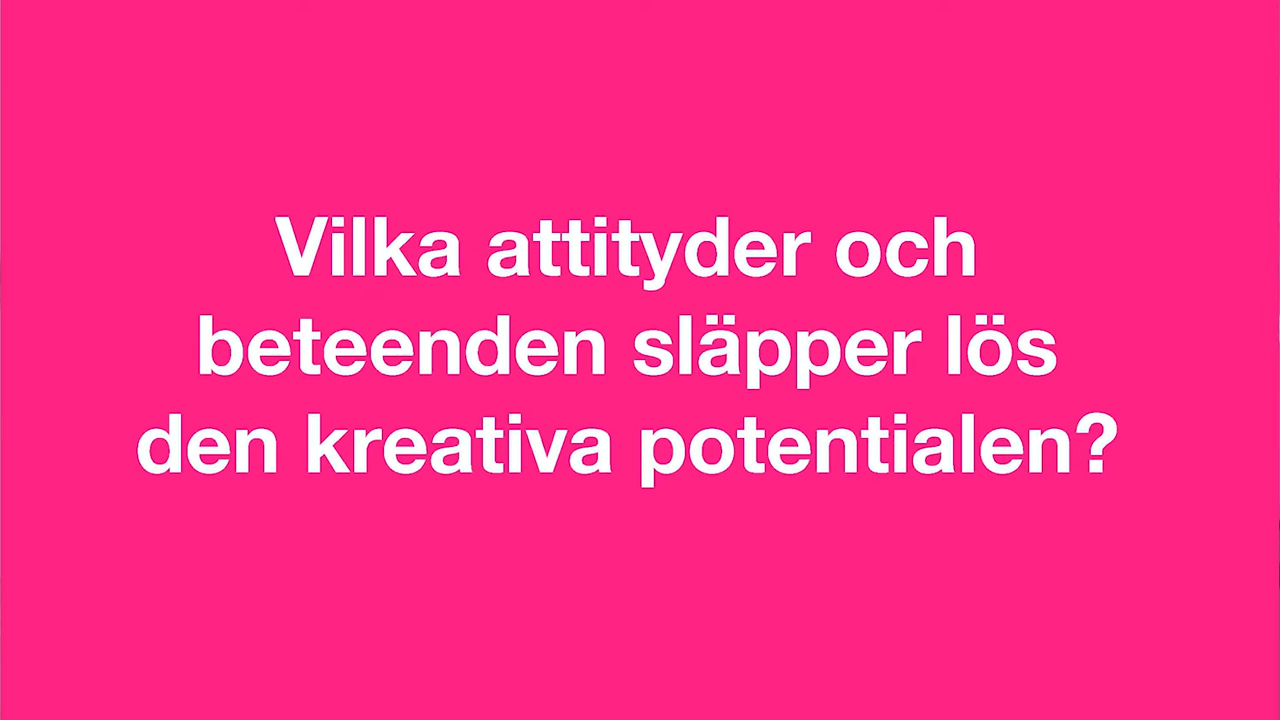 Vilka attityder och
beteenden släpper lös
den kreativa potentialen?